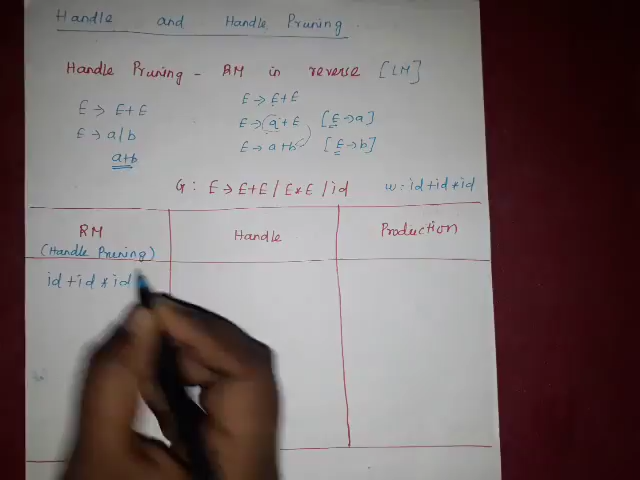 Handle and Handle Pruning
Handle Pruning - RM in reverse [LM]
E → E+E
E → a/b
a+b
E → E+E
E → a+E [E→a]
E → a+b [E→b]
G: E → E+E / E*E / id w: id+id*id
RM
(Handle Pruning)
Handle
Production
id+id*id